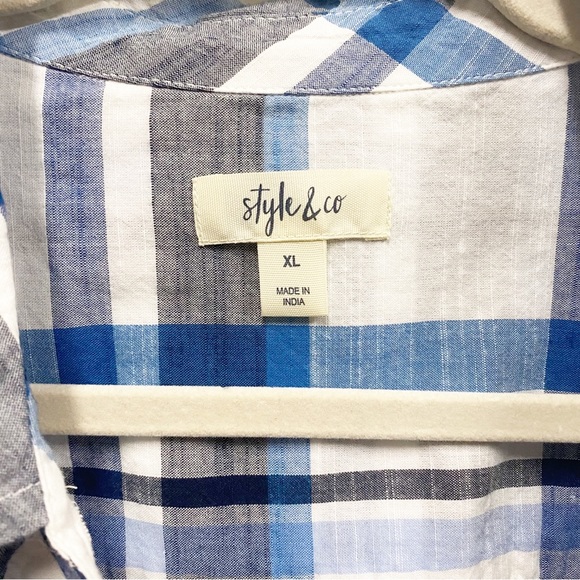 style & co
XL
MADE IN
INDIA